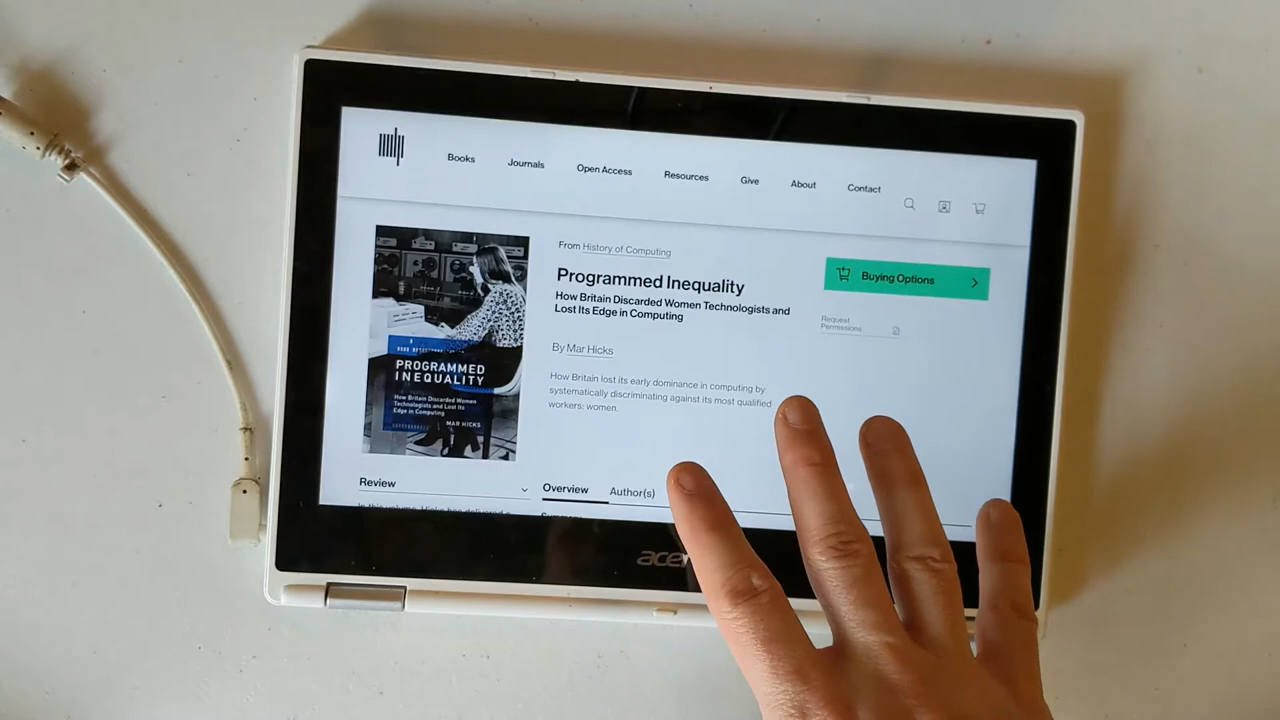 Books
Journals
Open Access
Resources
Give
About
Contact
From History of Computing
Programmed Inequality
How Britain Discarded Women Technologists and
Lost Its Edge in Computing
By Mar Hicks
How Britain lost its early dominance in computing by
systematically discriminating against its most qualified
workers: women.
Buying Options
Request
Permissions
PROGRAMMED
INEQUALITY
How Britain Discarded Women
Technologists and Lost Its
Edge in Computing
MAR HICKS
Review
Overview
Author(s)
acer